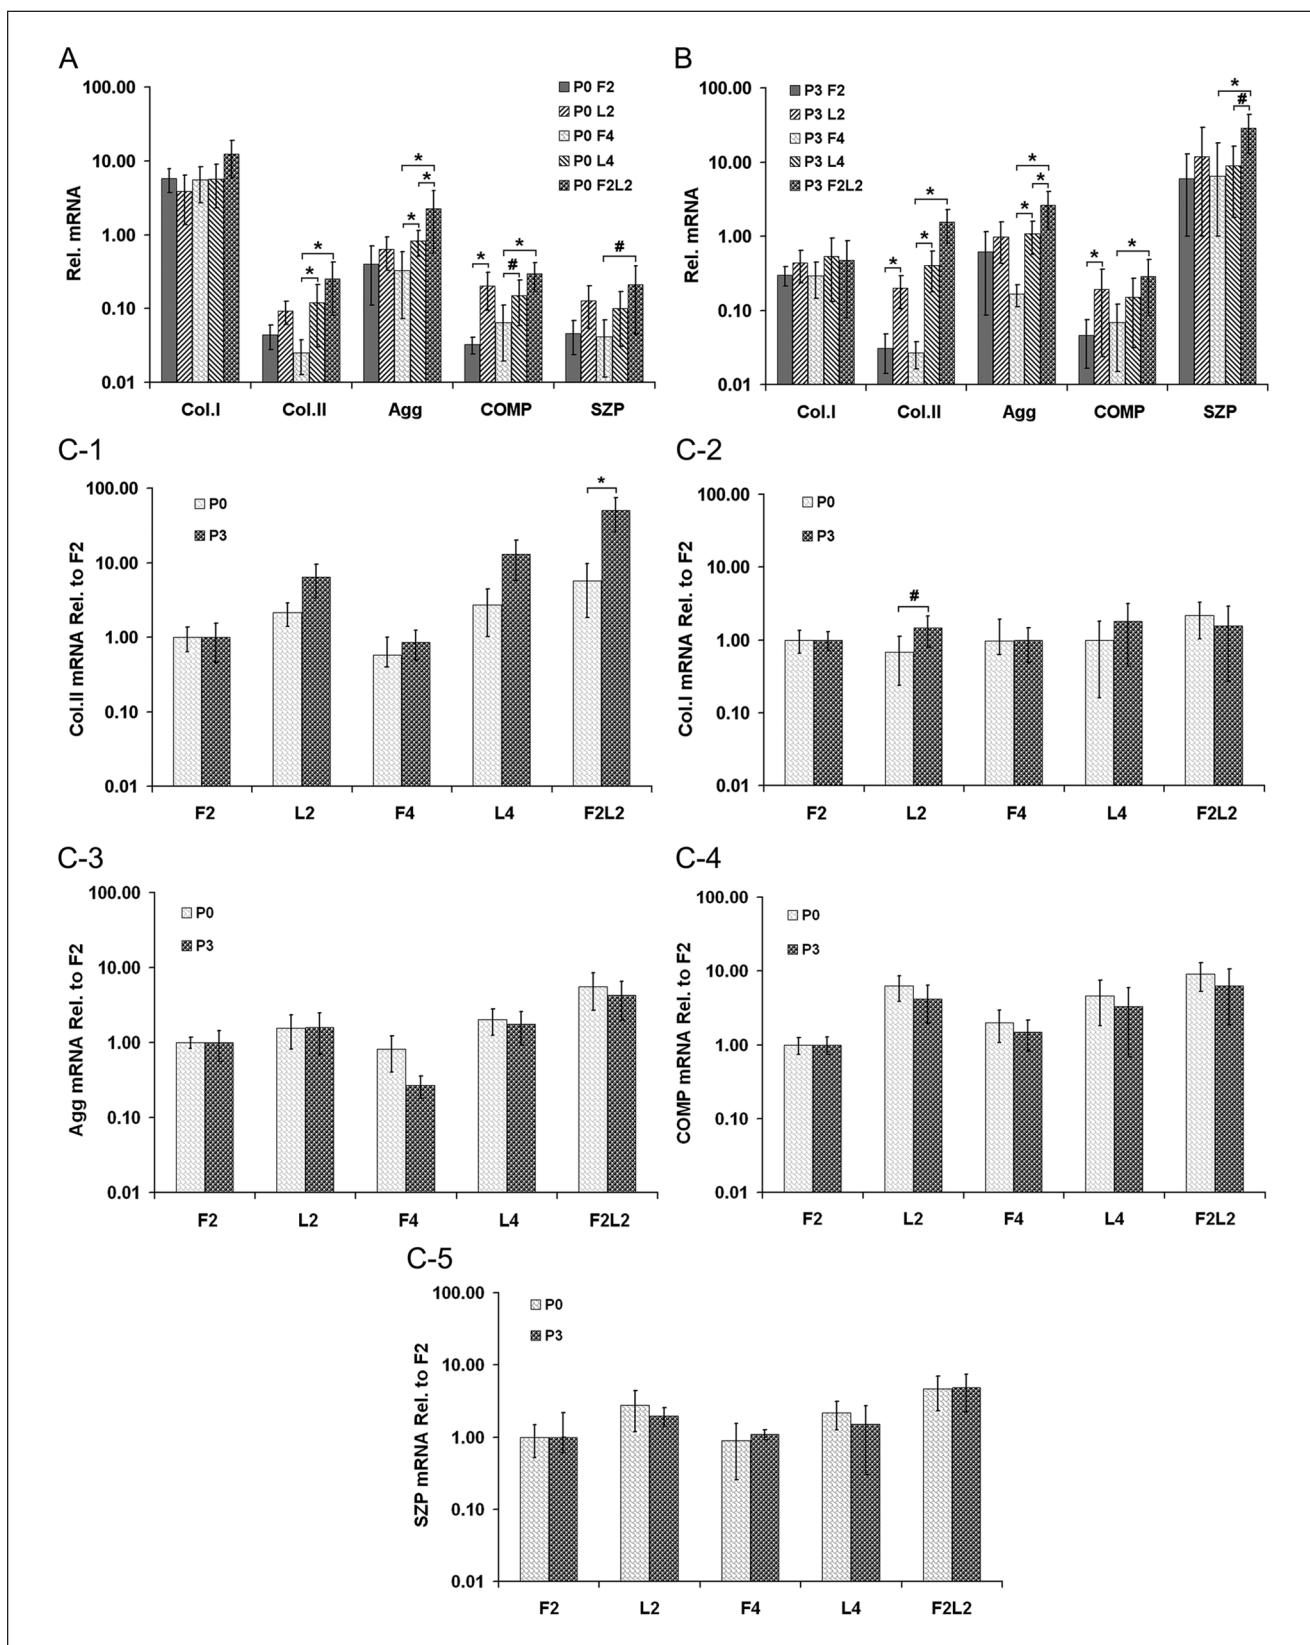 A
Rel. mRNA
100.00
10.00
1.00
0.10
0.01
P0 F2
P0 L2
P0 F4
P0 L4
P0 F2L2
* * * * * * * # * #
Col.I Col.II Agg COMP SZP
B
Rel. mRNA
100.00
10.00
1.00
0.10
0.01
P3 F2
P3 L2
P3 F4
P3 L4
P3 F2L2
* * * * * * * * * #
Col.I Col.II Agg COMP SZP
C-1
Col.II mRNA Rel. to F2
100.00
10.00
1.00
0.10
0.01
P0
P3
*
F2 L2 F4 L4 F2L2
C-2
Col.I mRNA Rel. to F2
100.00
10.00
1.00
0.10
0.01
P0
P3
#
F2 L2 F4 L4 F2L2
C-3
Agg mRNA Rel. to F2
100.00
10.00
1.00
0.10
0.01
P0
P3
F2 L2 F4 L4 F2L2
C-4
COMP mRNA Rel. to F2
100.00
10.00
1.00
0.10
0.01
P0
P3
F2 L2 F4 L4 F2L2
C-5
SZP mRNA Rel. to F2
100.00
10.00
1.00
0.10
0.01
P0
P3
F2 L2 F4 L4 F2L2